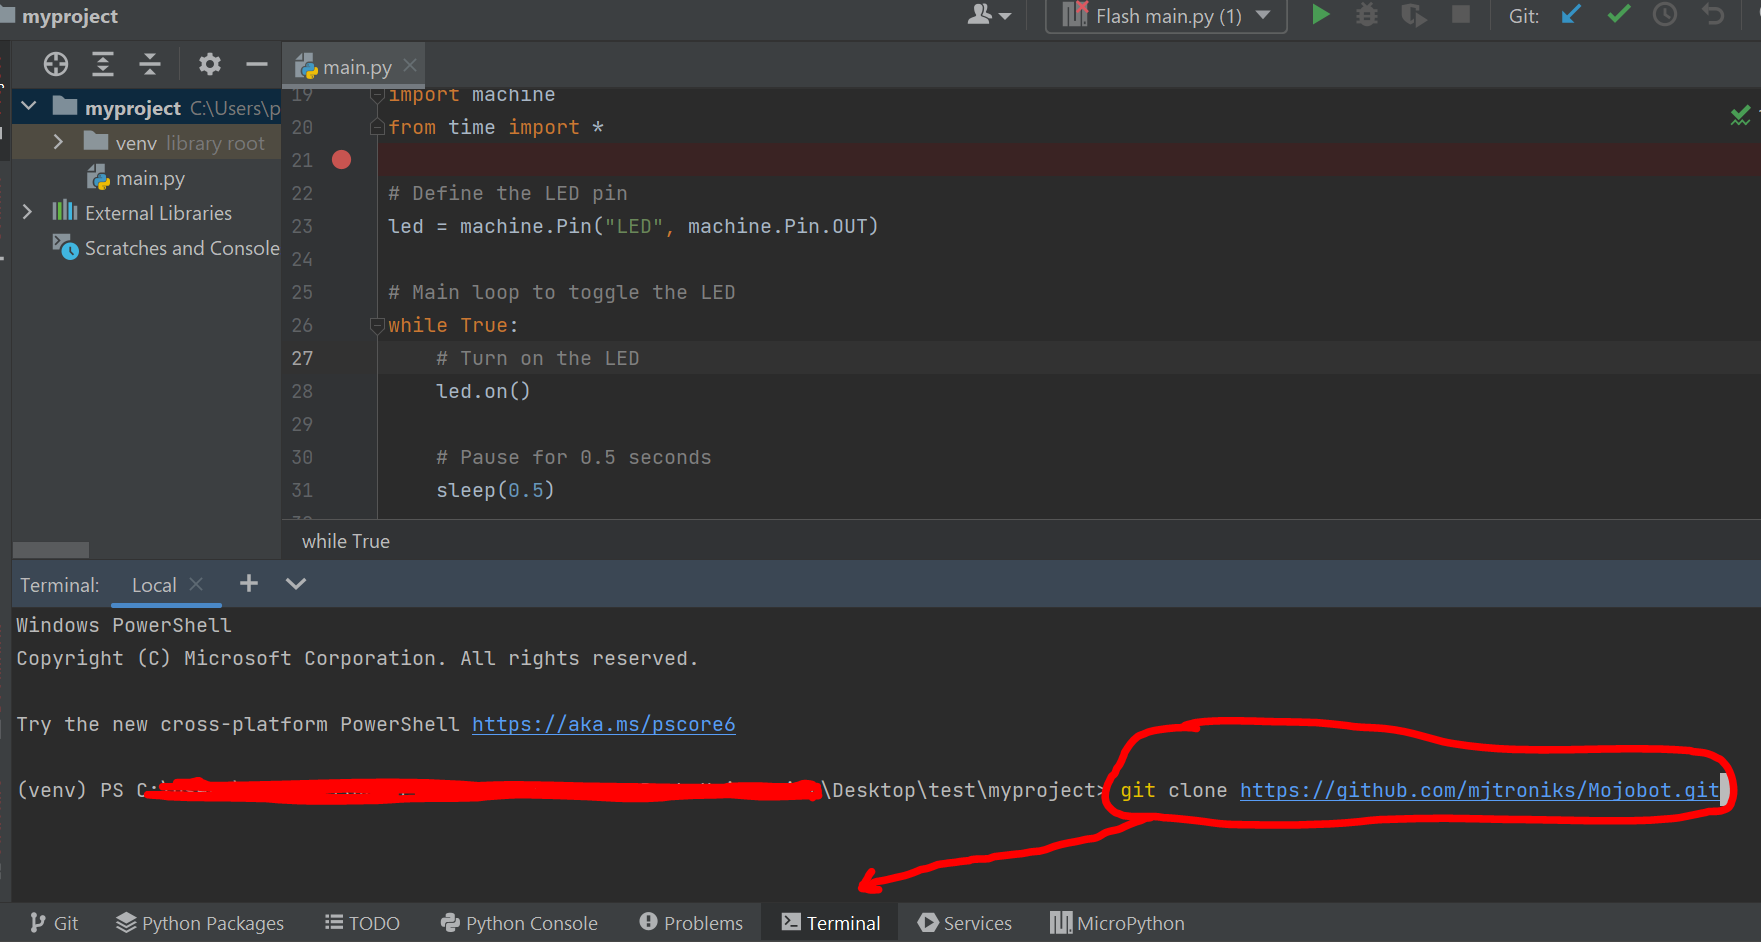 myproject
Flash main.py (1)
Git:
main.py
myproject C:\Users\p
venv library root
main.py
External Libraries
Scratches and Console
19 import machine
20 from time import *
21
22 # Define the LED pin
23 led = machine.Pin("LED", machine.Pin.OUT)
24
25 # Main loop to toggle the LED
26 while True:
27 # Turn on the LED
28 led.on()
29
30 # Pause for 0.5 seconds
31 sleep(0.5)
while True
Terminal: Local
Windows PowerShell
Copyright (C) Microsoft Corporation. All rights reserved.
Try the new cross-platform PowerShell https://aka.ms/pscore6
(venv) PS C:\Desktop\test\myproject> git clone https://github.com/mjtroniks/Mojobot.git
Git Python Packages TODO Python Console Problems Terminal Services MicroPython